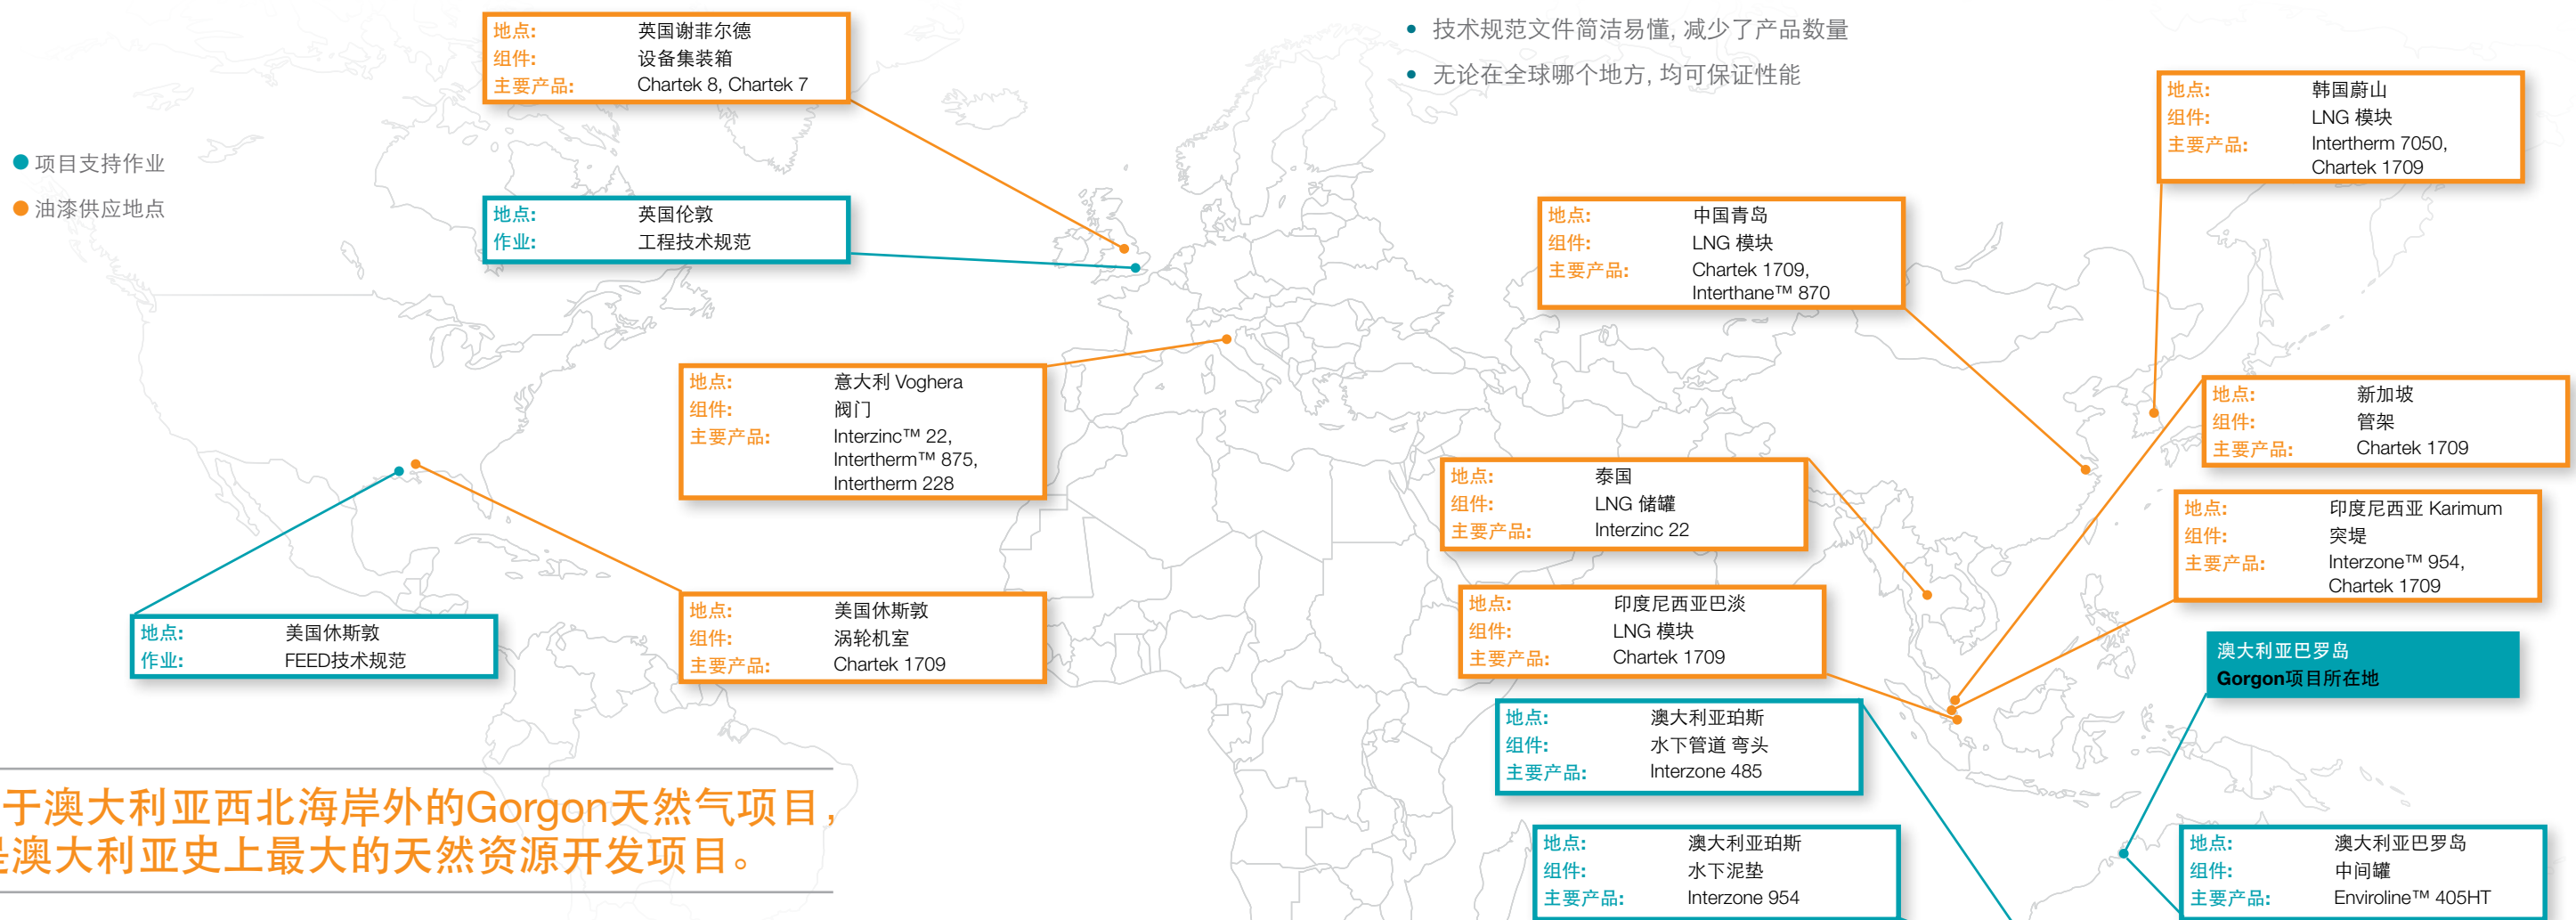 技术规范文件简洁易懂, 减少了产品数量
无论在全球哪个地方, 均可保证性能
项目支持作业
油漆供应地点
地点: 英国谢菲尔德
组件: 设备集装箱
主要产品: Chartek 8, Chartek 7
地点: 英国伦敦
作业: 工程技术规范
地点: 韩国蔚山
组件: LNG 模块
主要产品: Intertherm 7050,
Chartek 1709
地点: 中国青岛
组件: LNG 模块
主要产品: Chartek 1709,
Interthane™ 870
地点: 意大利 Voghera
组件: 阀门
主要产品: Interzinc™ 22,
Intertherm™ 875,
Intertherm 228
地点: 新加坡
组件: 管架
主要产品: Chartek 1709
地点: 泰国
组件: LNG 储罐
主要产品: Interzinc 22
地点: 印度尼西亚 Karimum
组件: 突堤
主要产品: Interzone™ 954,
Chartek 1709
地点: 美国休斯敦
作业: FEED技术规范
地点: 美国休斯敦
组件: 涡轮机室
主要产品: Chartek 1709
地点: 印度尼西亚巴淡
组件: LNG 模块
主要产品: Chartek 1709
澳大利亚巴罗岛
Gorgon项目所在地
地点: 澳大利亚珀斯
组件: 水下管道 弯头
主要产品: Interzone 485
于澳大利亚西北海岸外的Gorgon天然气项目,
是澳大利亚史上最大的天然资源开发项目。
地点: 澳大利亚珀斯
组件: 水下泥垫
主要产品: Interzone 954
地点: 澳大利亚巴罗岛
组件: 中间罐
主要产品: Enviroline™ 405HT